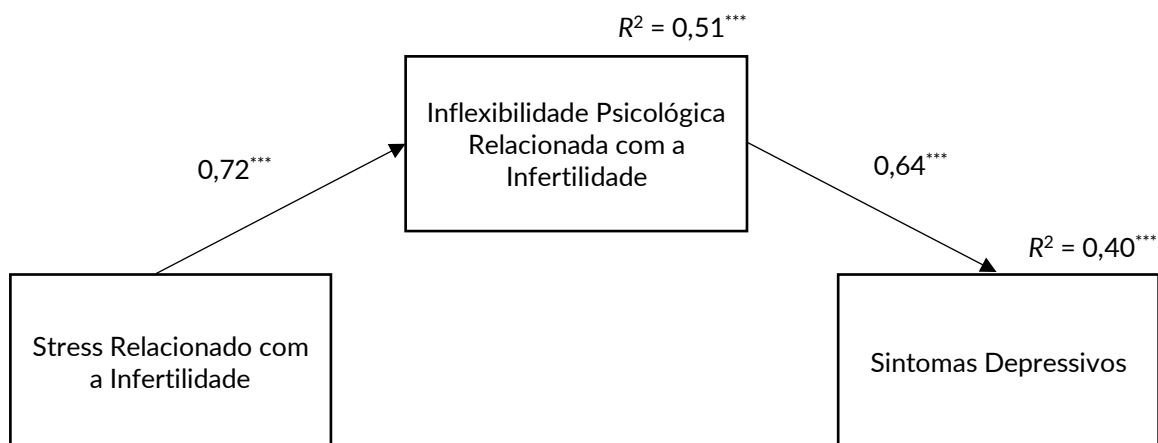 R² = 0,51***
Inflexibilidade Psicológica
Relacionada com a
Infertilidade
0,72***
0,64***
R² = 0,40***
Stress Relacionado com
a Infertilidade
Sintomas Depressivos